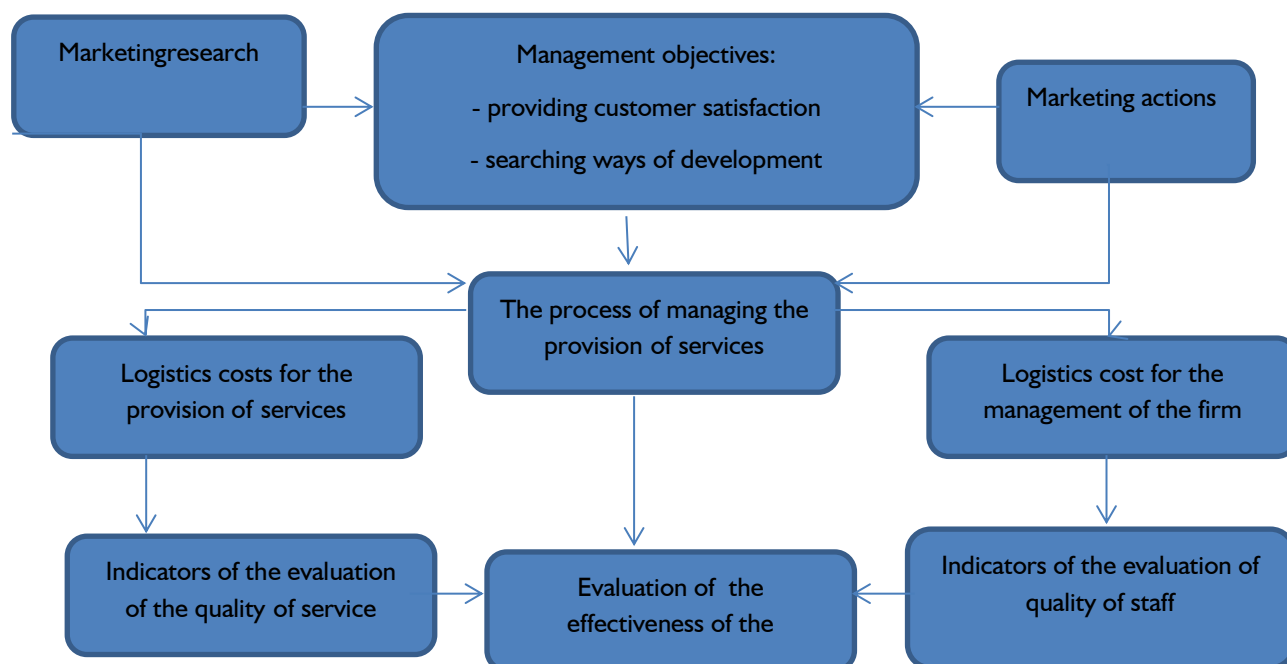 Marketingresearch
Management objectives:
- providing customer satisfaction
- searching ways of development
Marketing actions
The process of managing the
provision of services
Logistics costs for the
provision of services
Logistics cost for the
management of the firm
Indicators of the evaluation
of the quality of service
Evaluation of the
effectiveness of the
Indicators of the evaluation of
quality of staff